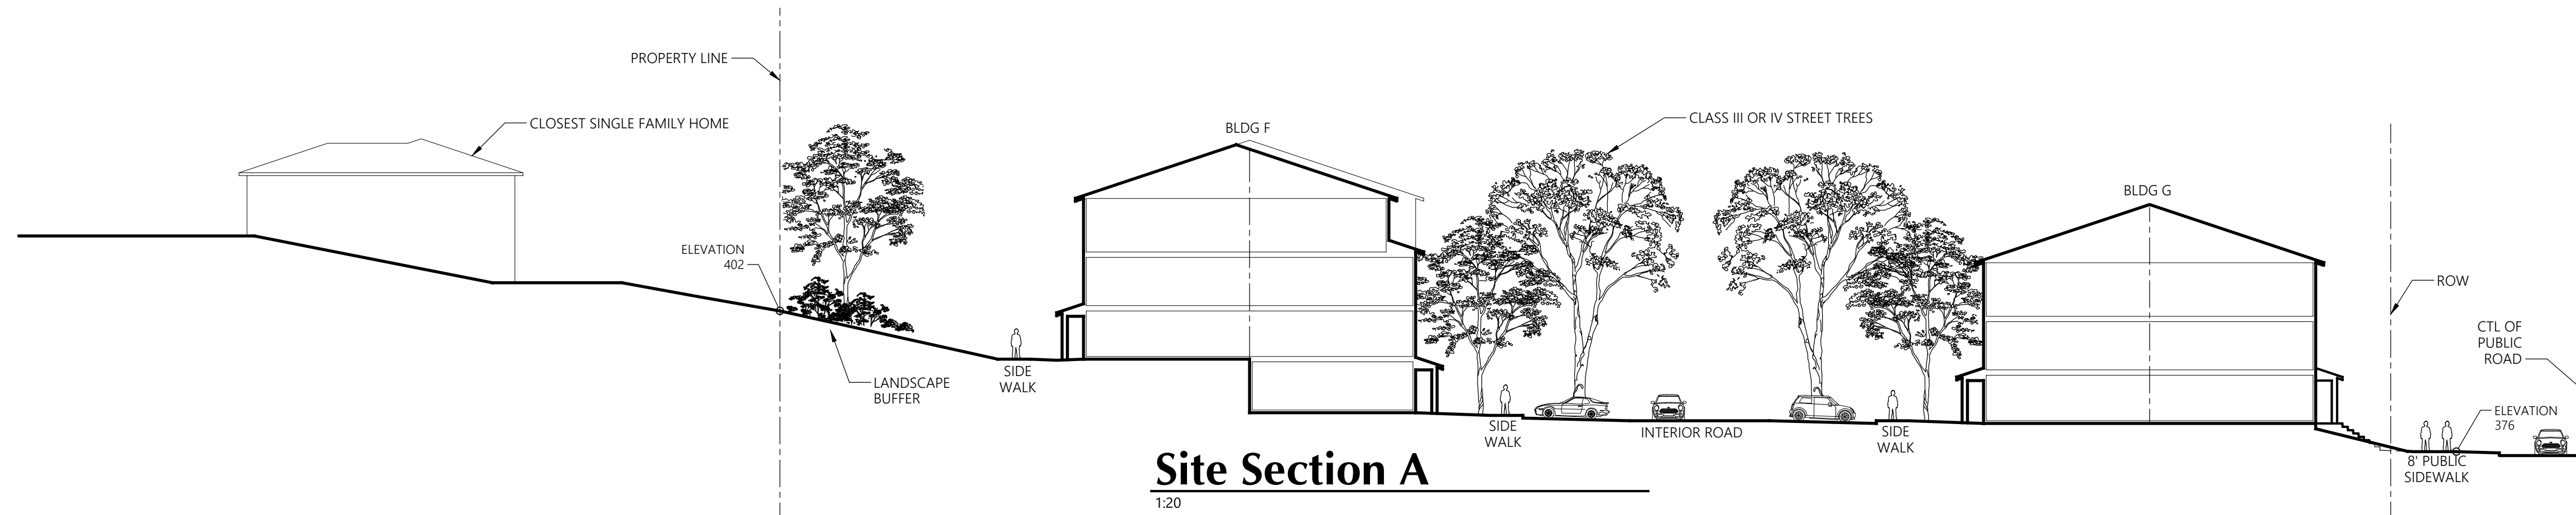 PROPERTY LINE
CLOSEST SINGLE FAMILY HOME
ELEVATION
402
LANDSCAPE
BUFFER
SIDE
WALK
BLDG F
CLASS III OR IV STREET TREES
SIDE
WALK
INTERIOR ROAD
SIDE
WALK
BLDG G
ROW
CTL OF
PUBLIC
ROAD
ELEVATION
376
8' PUBLIC
SIDEWALK
Site Section A
1:20